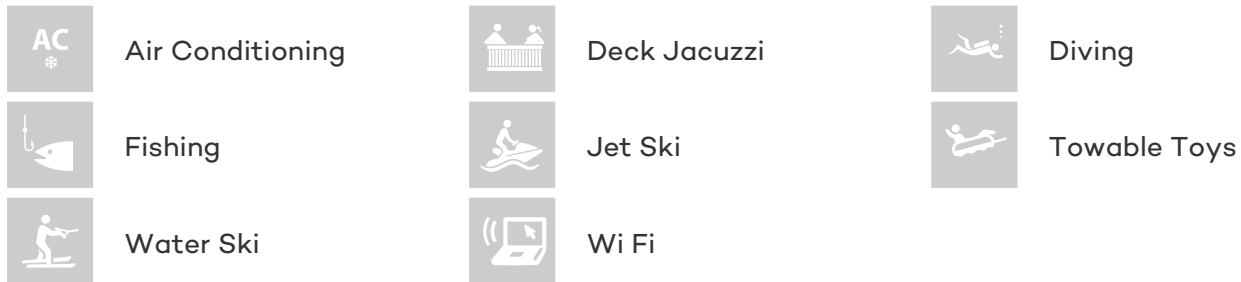 AC
Air Conditioning
Deck Jacuzzi
Diving
Fishing
Jet Ski
Towable Toys
Water Ski
Wi Fi